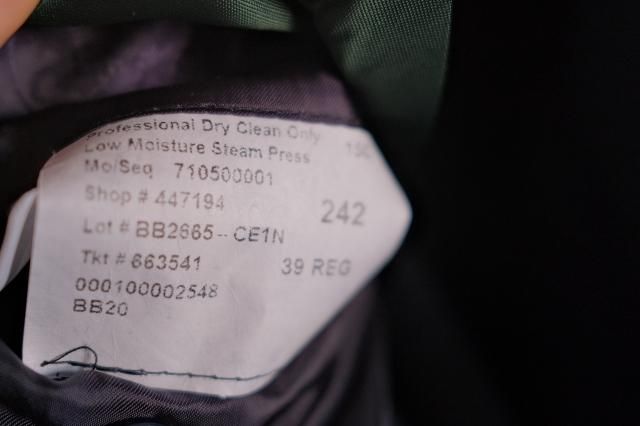 Professional Dry Clean Only
Low Moisture Steam Press
Mo/Seq 710500001
Shop # 447194
242
Lot # BB2665-CE1N
Tkt # 663541
39 REG
000100002548
BB20